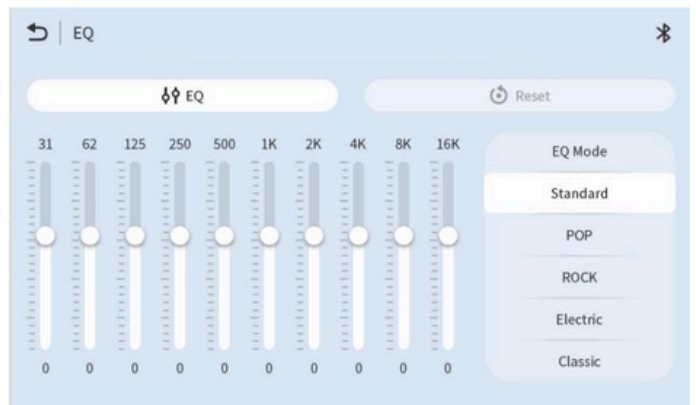 EQ
EQ
Reset
31 62 125 250 500 1K 2K 4K 8K 16K
EQ Mode
Standard
POP
ROCK
Electric
Classic
0 0 0 0 0 0 0 0 0 0